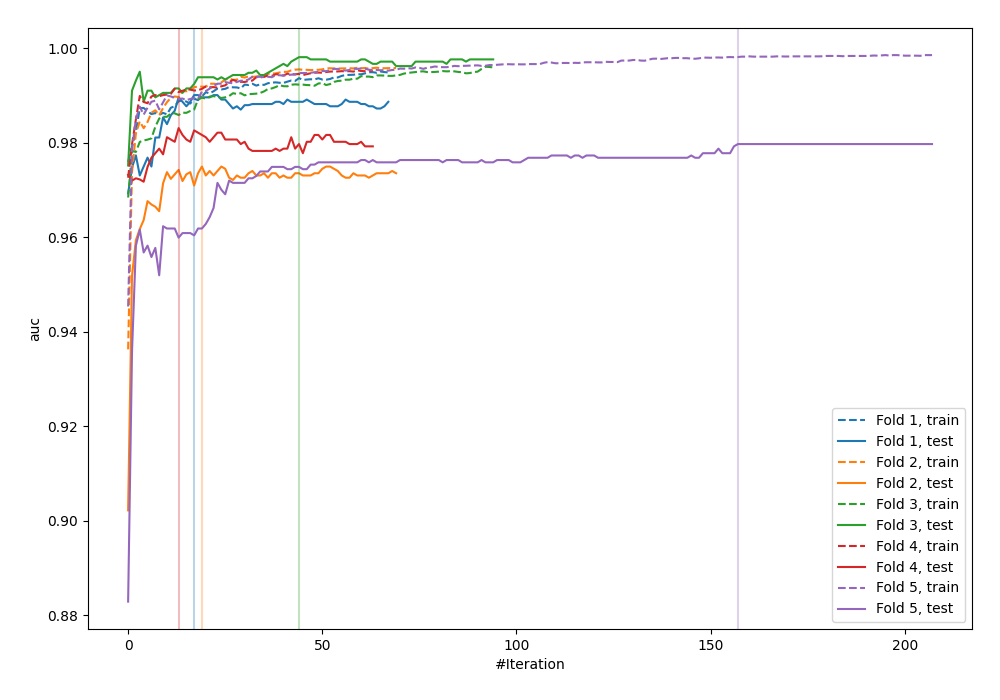 1.00
0.98
0.96
0.94
0.92
0.90
0.88
auc
0
50
100
150
200
#Iteration
Fold 1, train
Fold 1, test
Fold 2, train
Fold 2, test
Fold 3, train
Fold 3, test
Fold 4, train
Fold 4, test
Fold 5, train
Fold 5, test